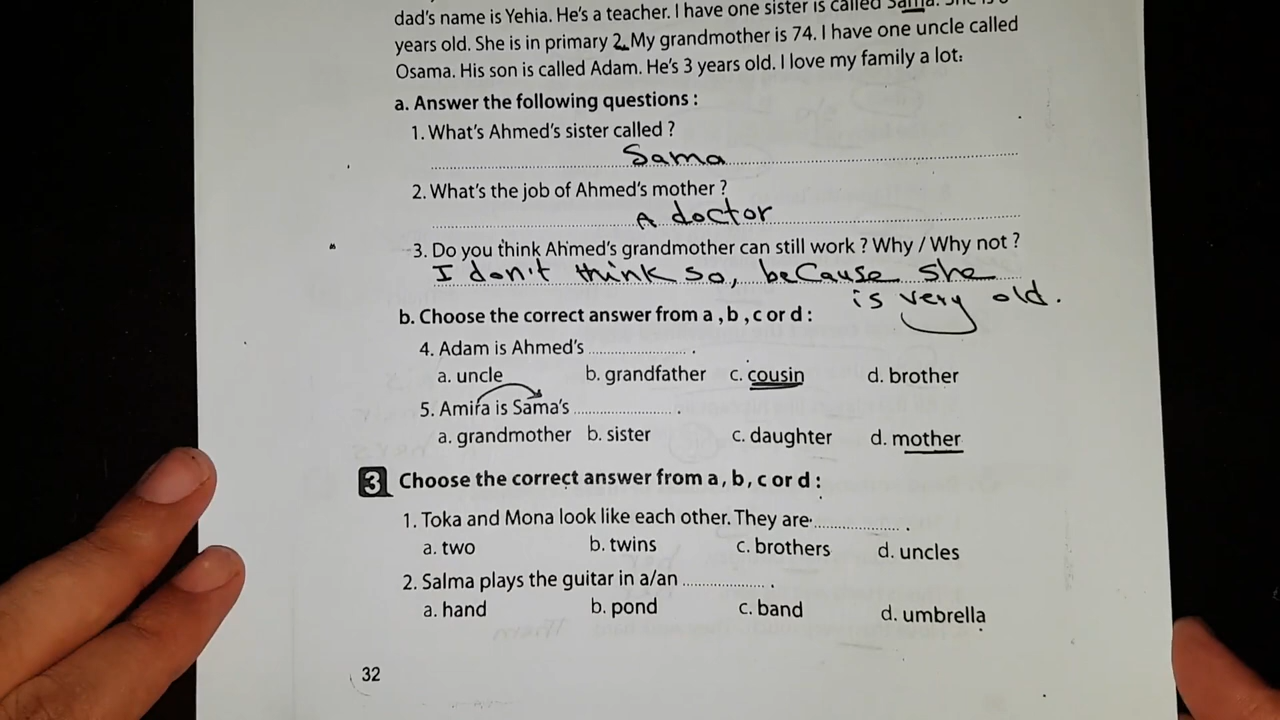 dad's name is Yehia. He's a teacher. I have one sister is called Sama. She is
years old. She is in primary 2. My grandmother is 74. I have one uncle called
Osama. His son is called Adam. He's 3 years old. I love my family a lot.
a. Answer the following questions :
1. What's Ahmed's sister called ?
Sama
2. What's the job of Ahmed's mother ?
A doctor
3. Do you think Ahmed's grandmother can still work ? Why / Why not ?
I don't think so, because she
is very old.
b. Choose the correct answer from a , b , c or d :
4. Adam is Ahmed's .................... .
a. uncle b. grandfather c. cousin d. brother
5. Amira is Sama's .................... .
a. grandmother b. sister c. daughter d. mother
3 Choose the correct answer from a , b , c or d :
1. Toka and Mona look like each other. They are .................... .
a. two b. twins c. brothers d. uncles
2. Salma plays the guitar in a/an .................... .
a. hand b. pond c. band d. umbrella
32